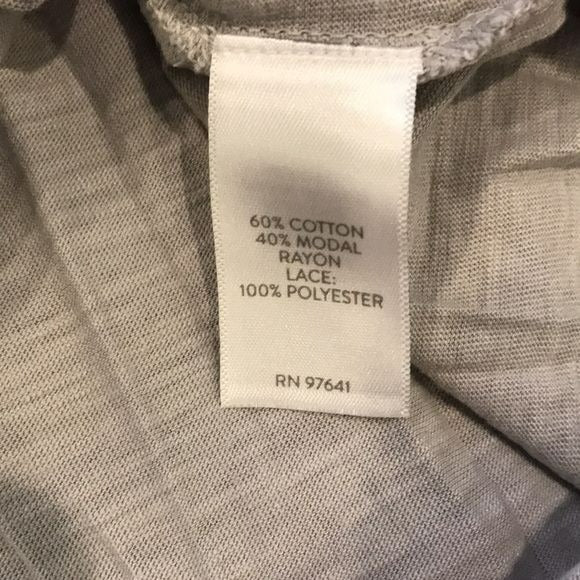 60% COTTON
40% MODAL
RAYON
LACE:
100% POLYESTER
RN 97641